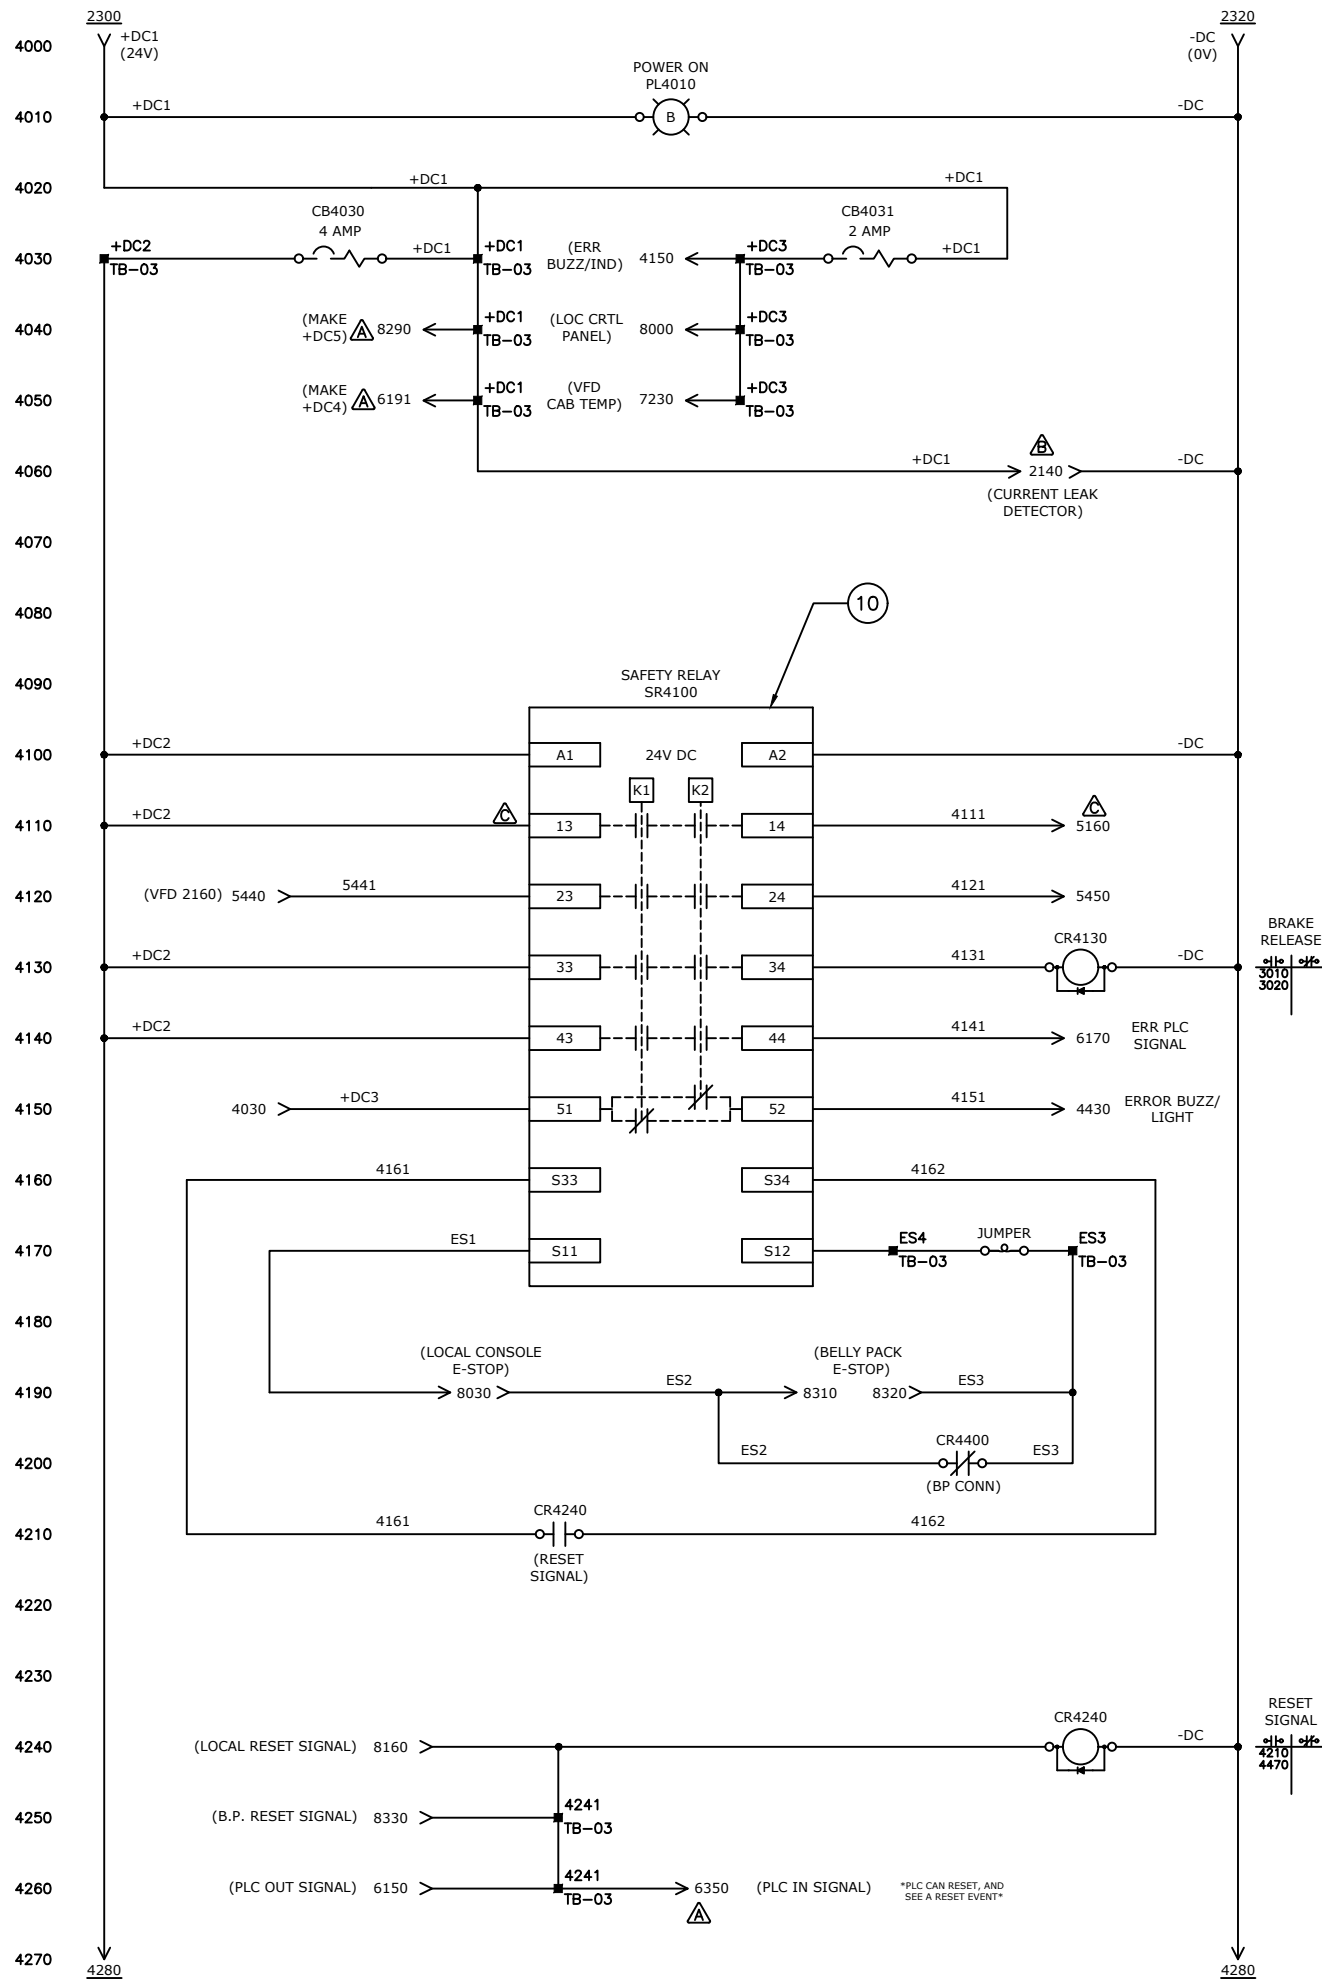 2300
2320
4000
+DC1
(24V)
-DC
(0V)
POWER ON
PL4010
4010
+DC1
B
-DC
4020
+DC1
+DC1
CB4030
4 AMP
CB4031
2 AMP
4030
+DC2
TB-03
+DC1
+DC1
TB-03
(ERR
BUZZ/IND)
4150
+DC3
TB-03
+DC1
4040
(MAKE
+DC5)
A
8290
+DC1
TB-03
(LOC CRTL
PANEL)
8000
+DC3
TB-03
4050
(MAKE
+DC4)
A
6191
+DC1
TB-03
(VFD
CAB TEMP)
7230
+DC3
TB-03
B
4060
+DC1
2140
-DC
(CURRENT LEAK
DETECTOR)
4070
4080
10
4090
SAFETY RELAY
SR4100
4100
+DC2
A1
24V DC
A2
-DC
K1
K2
4110
+DC2
C
13
14
4111
C
5160
4120
(VFD 2160)
5440
5441
23
24
4121
5450
BRAKE
RELEASE
4130
+DC2
33
34
4131
CR4130
-DC
3010
3020
4140
+DC2
43
44
4141
6170
ERR PLC
SIGNAL
4150
4030
+DC3
51
52
4151
4430
ERROR BUZZ/
LIGHT
4160
4161
S33
S34
4162
4170
ES1
S11
S12
ES4
TB-03
JUMPER
ES3
TB-03
4180
(LOCAL CONSOLE
E-STOP)
(BELLY PACK
E-STOP)
4190
8030
ES2
8310
8320
ES3
4200
ES2
CR4400
ES3
(BP CONN)
4210
4161
CR4240
4162
(RESET
SIGNAL)
4220
4230
RESET
SIGNAL
4240
(LOCAL RESET SIGNAL)
8160
CR4240
-DC
4210
4470
4250
(B.P. RESET SIGNAL)
8330
4241
TB-03
4260
(PLC OUT SIGNAL)
6150
4241
TB-03
6350
(PLC IN SIGNAL)
*PLC CAN RESET, AND
SEE A RESET EVENT*
A
4270
4280
4280